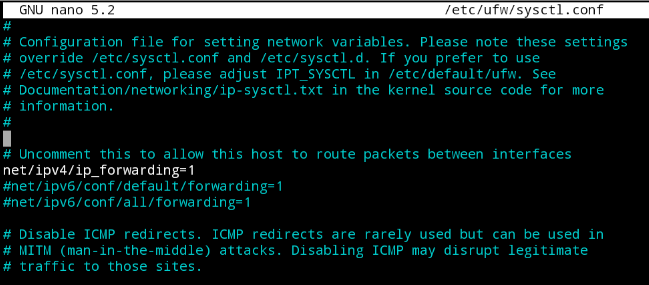 GNU nano 5.2 /etc/ufw/sysctl.conf
#
# Configuration file for setting network variables. Please note these settings
# override /etc/sysctl.conf and /etc/sysctl.d. If you prefer to use
# /etc/sysctl.conf, please adjust IPT_SYSCTL in /etc/default/ufw. See
# Documentation/networking/ip-sysctl.txt in the kernel source code for more
# information.
#
# Uncomment this to allow this host to route packets between interfaces
net/ipv4/ip_forwarding=1
#net/ipv6/conf/default/forwarding=1
#net/ipv6/conf/all/forwarding=1
# Disable ICMP redirects. ICMP redirects are rarely used but can be used in
# MITM (man-in-the-middle) attacks. Disabling ICMP may disrupt legitimate
# traffic to those sites.